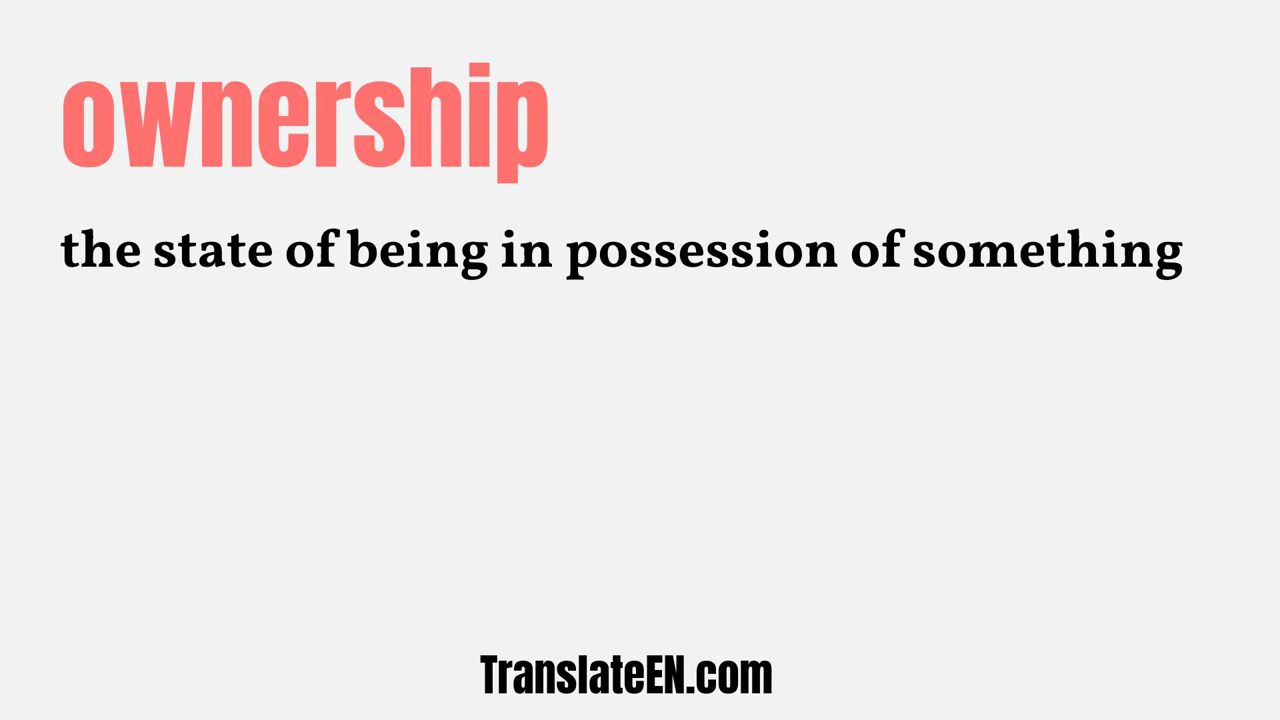 ownership
the state of being in possession of something
TranslateEN.com